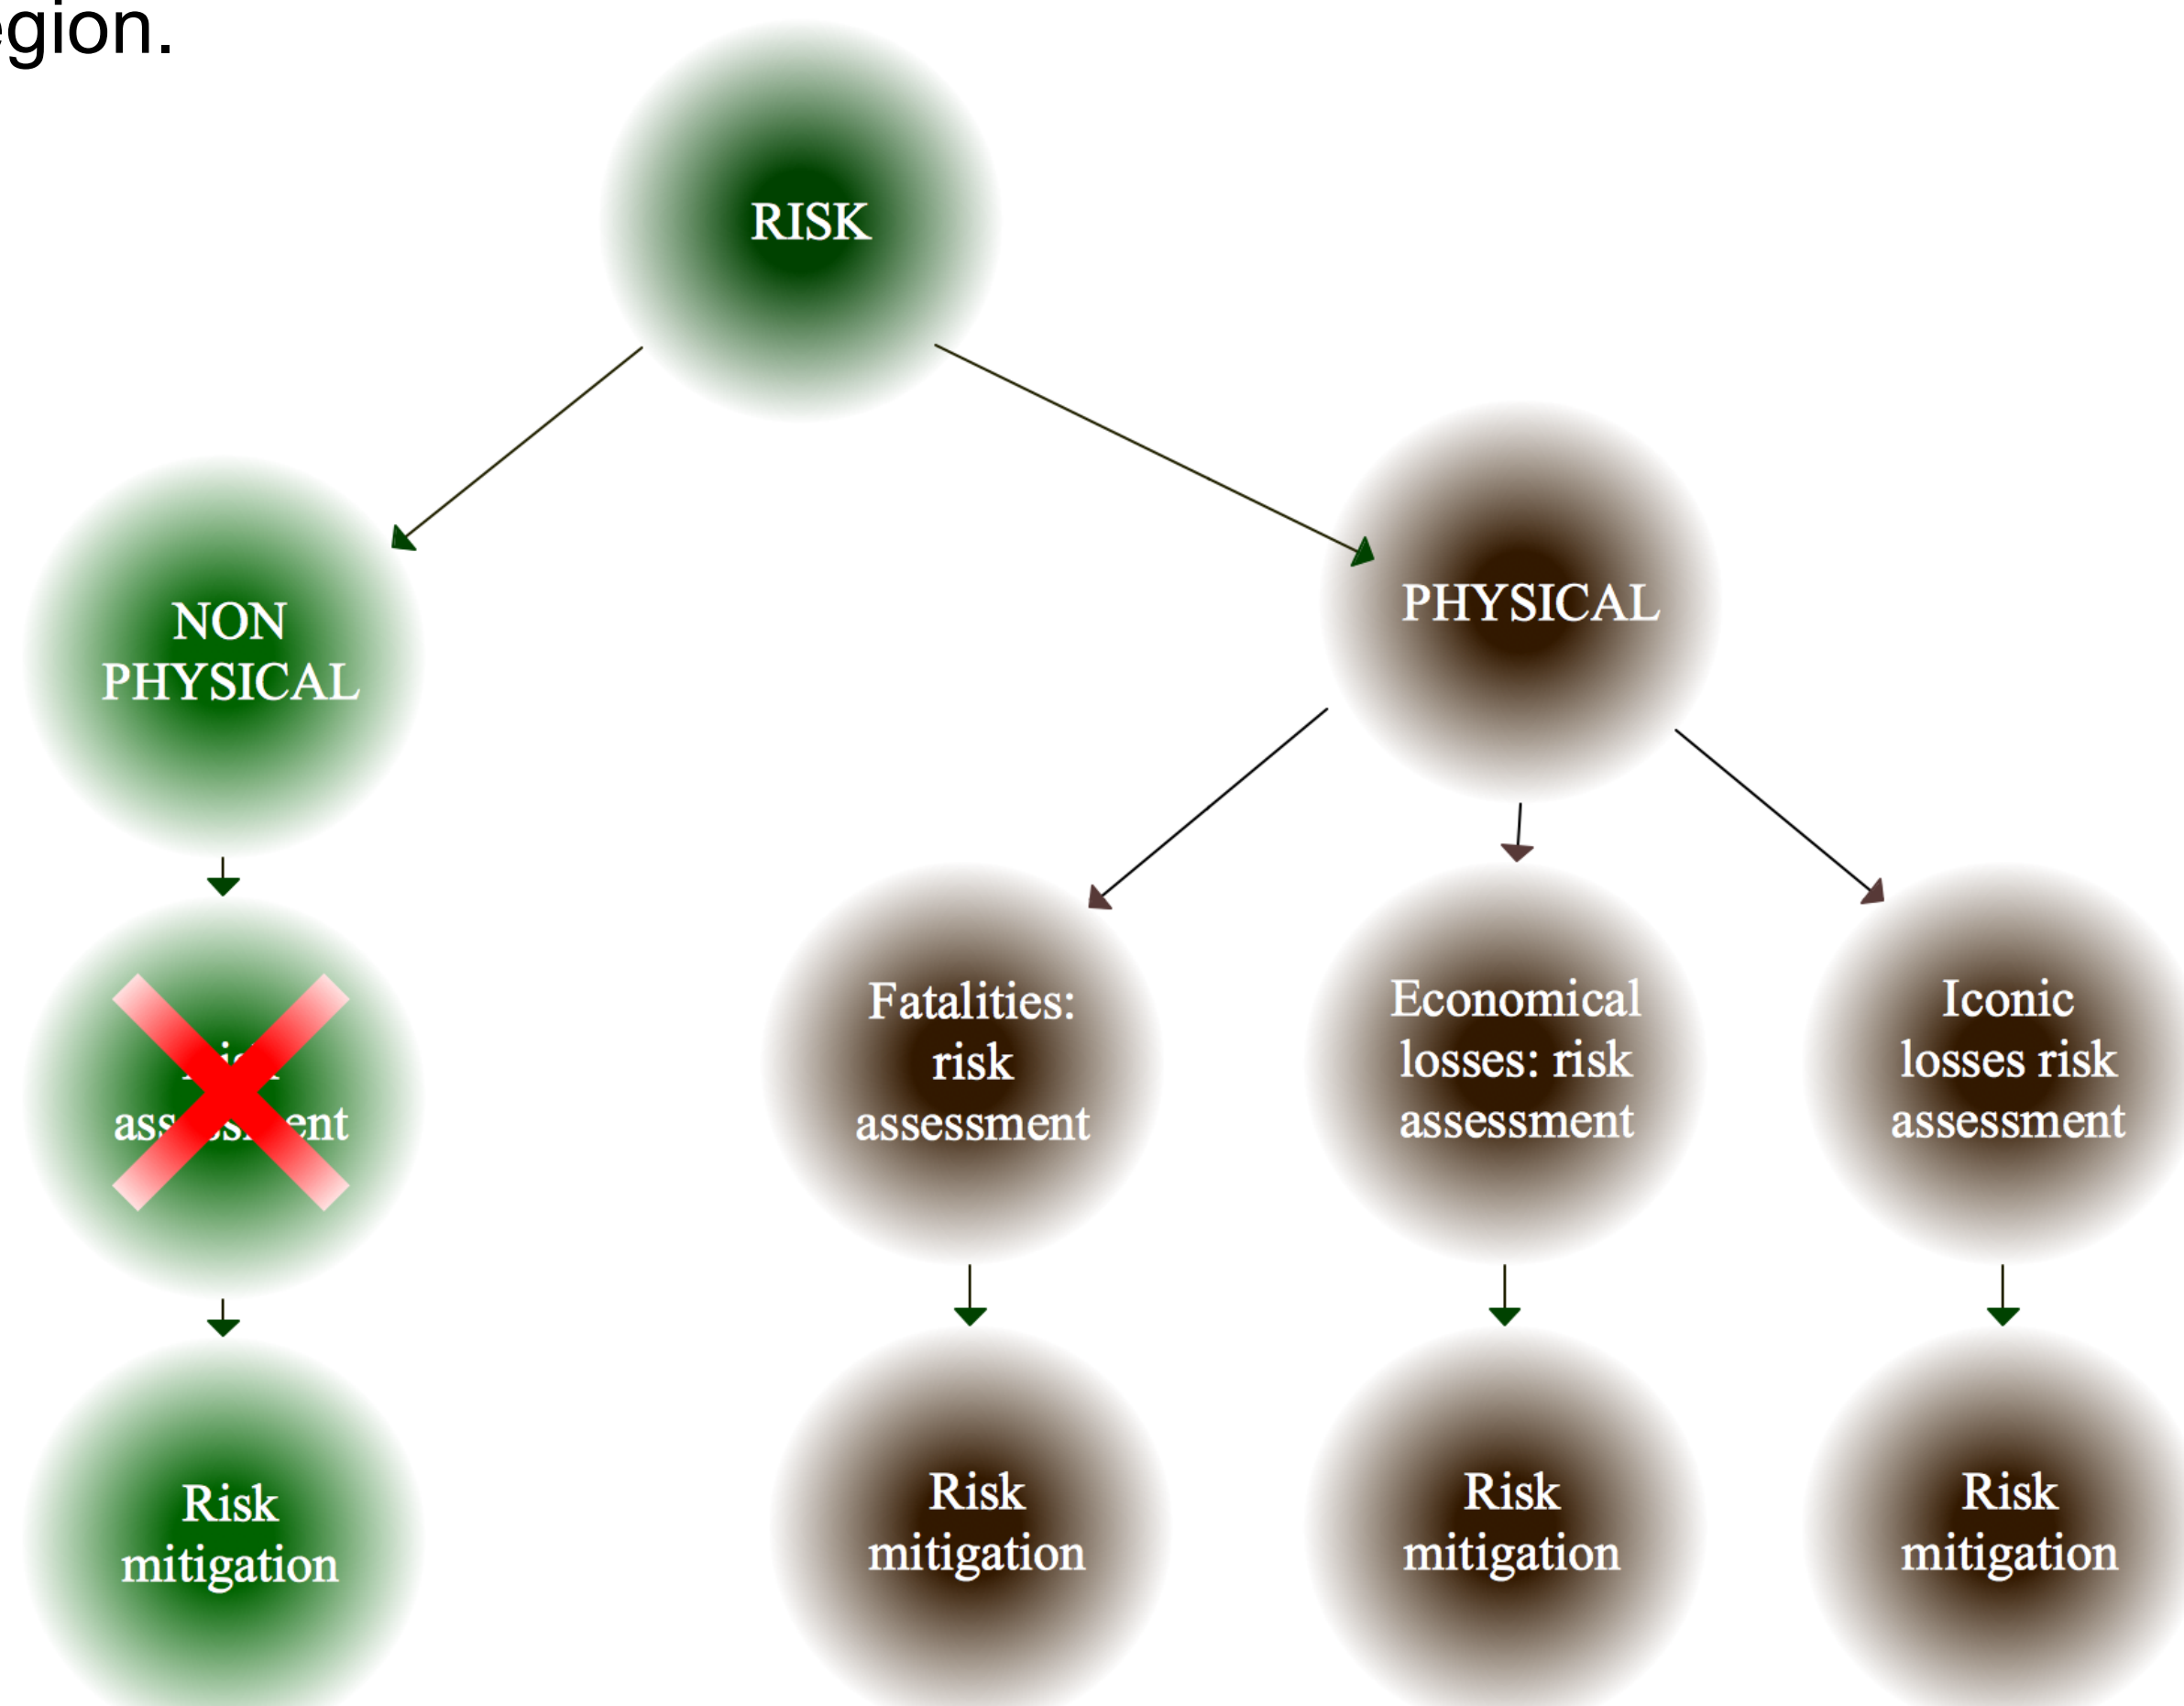 egion.
RISK
NON
PHYSICAL
PHYSICAL
Fatalities:
risk
assessment
Economical
losses: risk
assessment
Iconic
losses risk
assessment
Risk
mitigation
Risk
mitigation
Risk
mitigation
Risk
mitigation